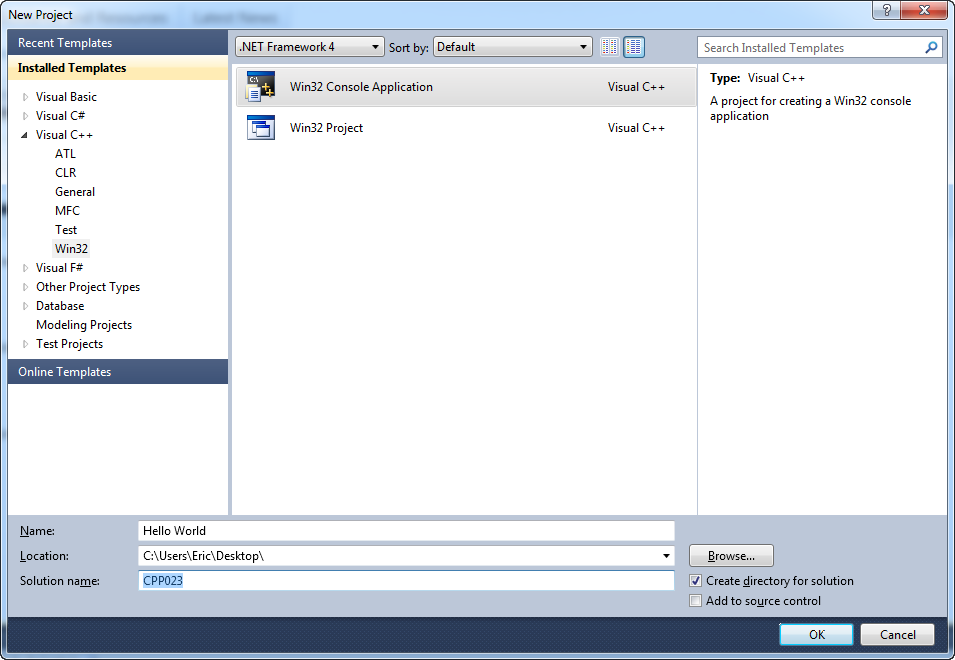 New Project
Recent Templates
.NET Framework 4 Sort by: Default Search Installed Templates
Installed Templates
Visual Basic
Visual C#
Visual C++
ATL
CLR
General
MFC
Test
Win32
Visual F#
Other Project Types
Database
Modeling Projects
Test Projects
Online Templates
Win32 Console Application Visual C++
Win32 Project Visual C++
Type: Visual C++
A project for creating a Win32 console
application
Name: Hello World
Location: C:\Users\Eric\Desktop\ Browse...
Solution name: CPP023 Create directory for solution
Add to source control
OK Cancel